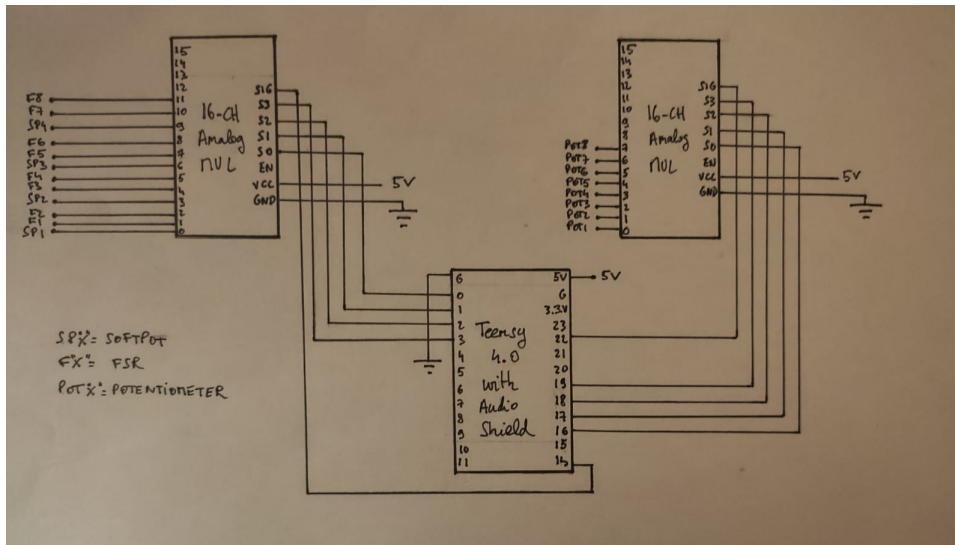 15
14
13
12
11
10
9
8
7
6
5
4
3
2
1
0
F8
F7
SP4
F6
F5
SP3
F4
F3
SP2
F2
F1
SP1
16-CH
Analog
MUL
SIG
S3
S2
S1
S0
EN
VCC
GND
5V
15
14
13
12
11
10
9
8
7
6
5
4
3
2
1
0
POT8
POT7
POT6
POT5
POT4
POT3
POT2
POT1
16-CH
Analog
MUL
SIG
S3
S2
S1
S0
EN
VCC
GND
5V
G
0
1
2
3
4
5
6
7
8
9
10
11
Teensy
4.0
with
Audio
Shield
5V
G
3.3V
23
22
21
20
19
18
17
16
15
14
5V
SP"X" = SOFTPOT
F"X" = FSR
POT"X" = POTENTIOMETER